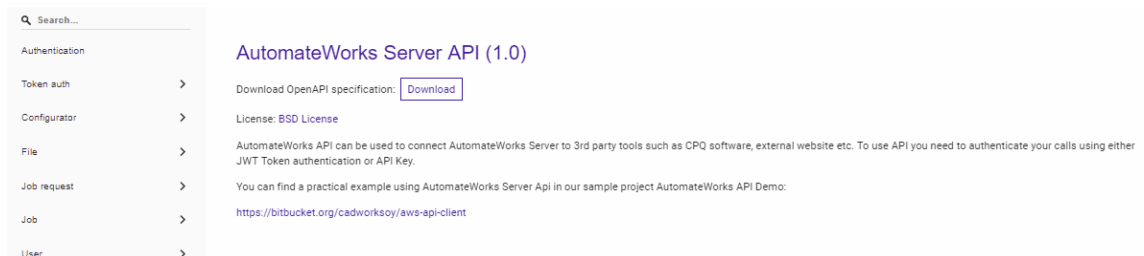 Search...
Authentication
Token auth
Configurator
File
Job request
Job
User
AutomateWorks Server API (1.0)
Download OpenAPI specification: Download
License: BSD License
AutomateWorks API can be used to connect AutomateWorks Server to 3rd party tools such as CPQ software, external website etc. To use API you need to authenticate your calls using either
JWT Token authentication or API Key.
You can find a practical example using AutomateWorks Server Api in our sample project AutomateWorks API Demo:
https://bitbucket.org/cadworksoy/aws-api-client